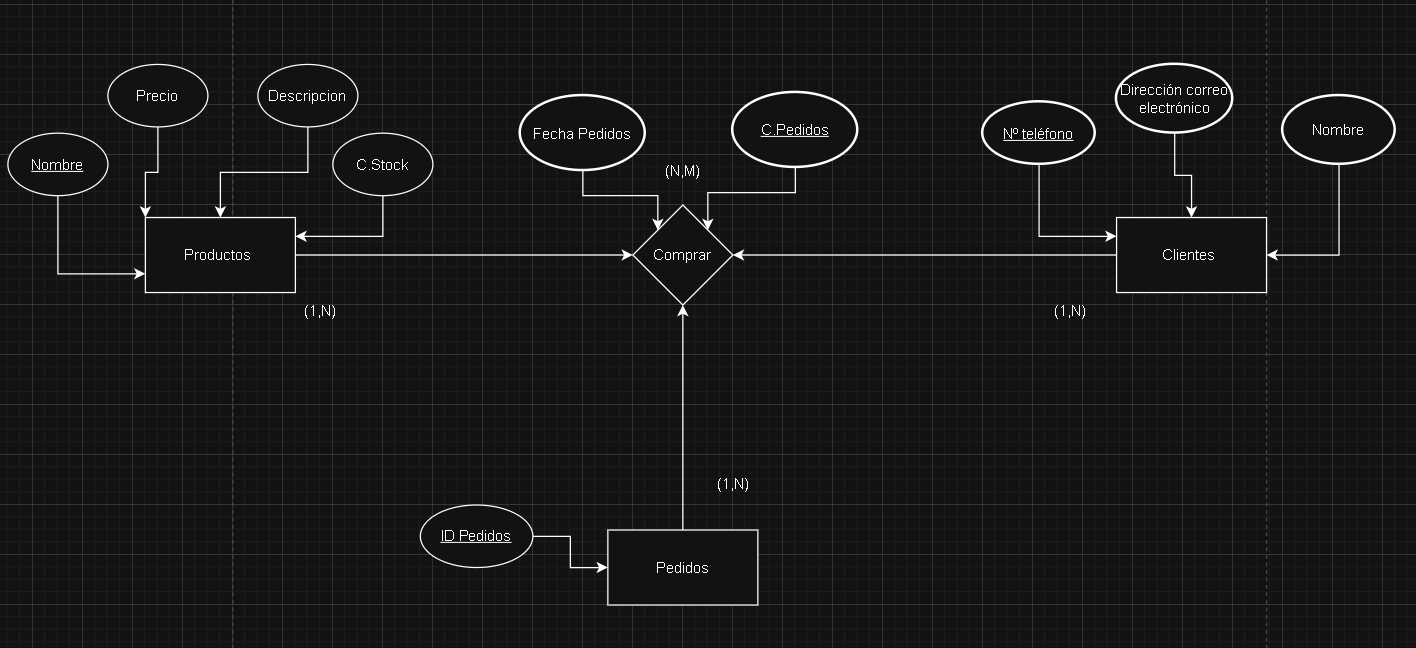 Precio
Descripcion
Nombre
C.Stock
Productos
(1,N)
Fecha Pedidos
C.Pedidos
(N,M)
Comprar
Nº teléfono
Dirección correo
electrónico
Nombre
Clientes
(1,N)
(1,N)
ID Pedidos
Pedidos